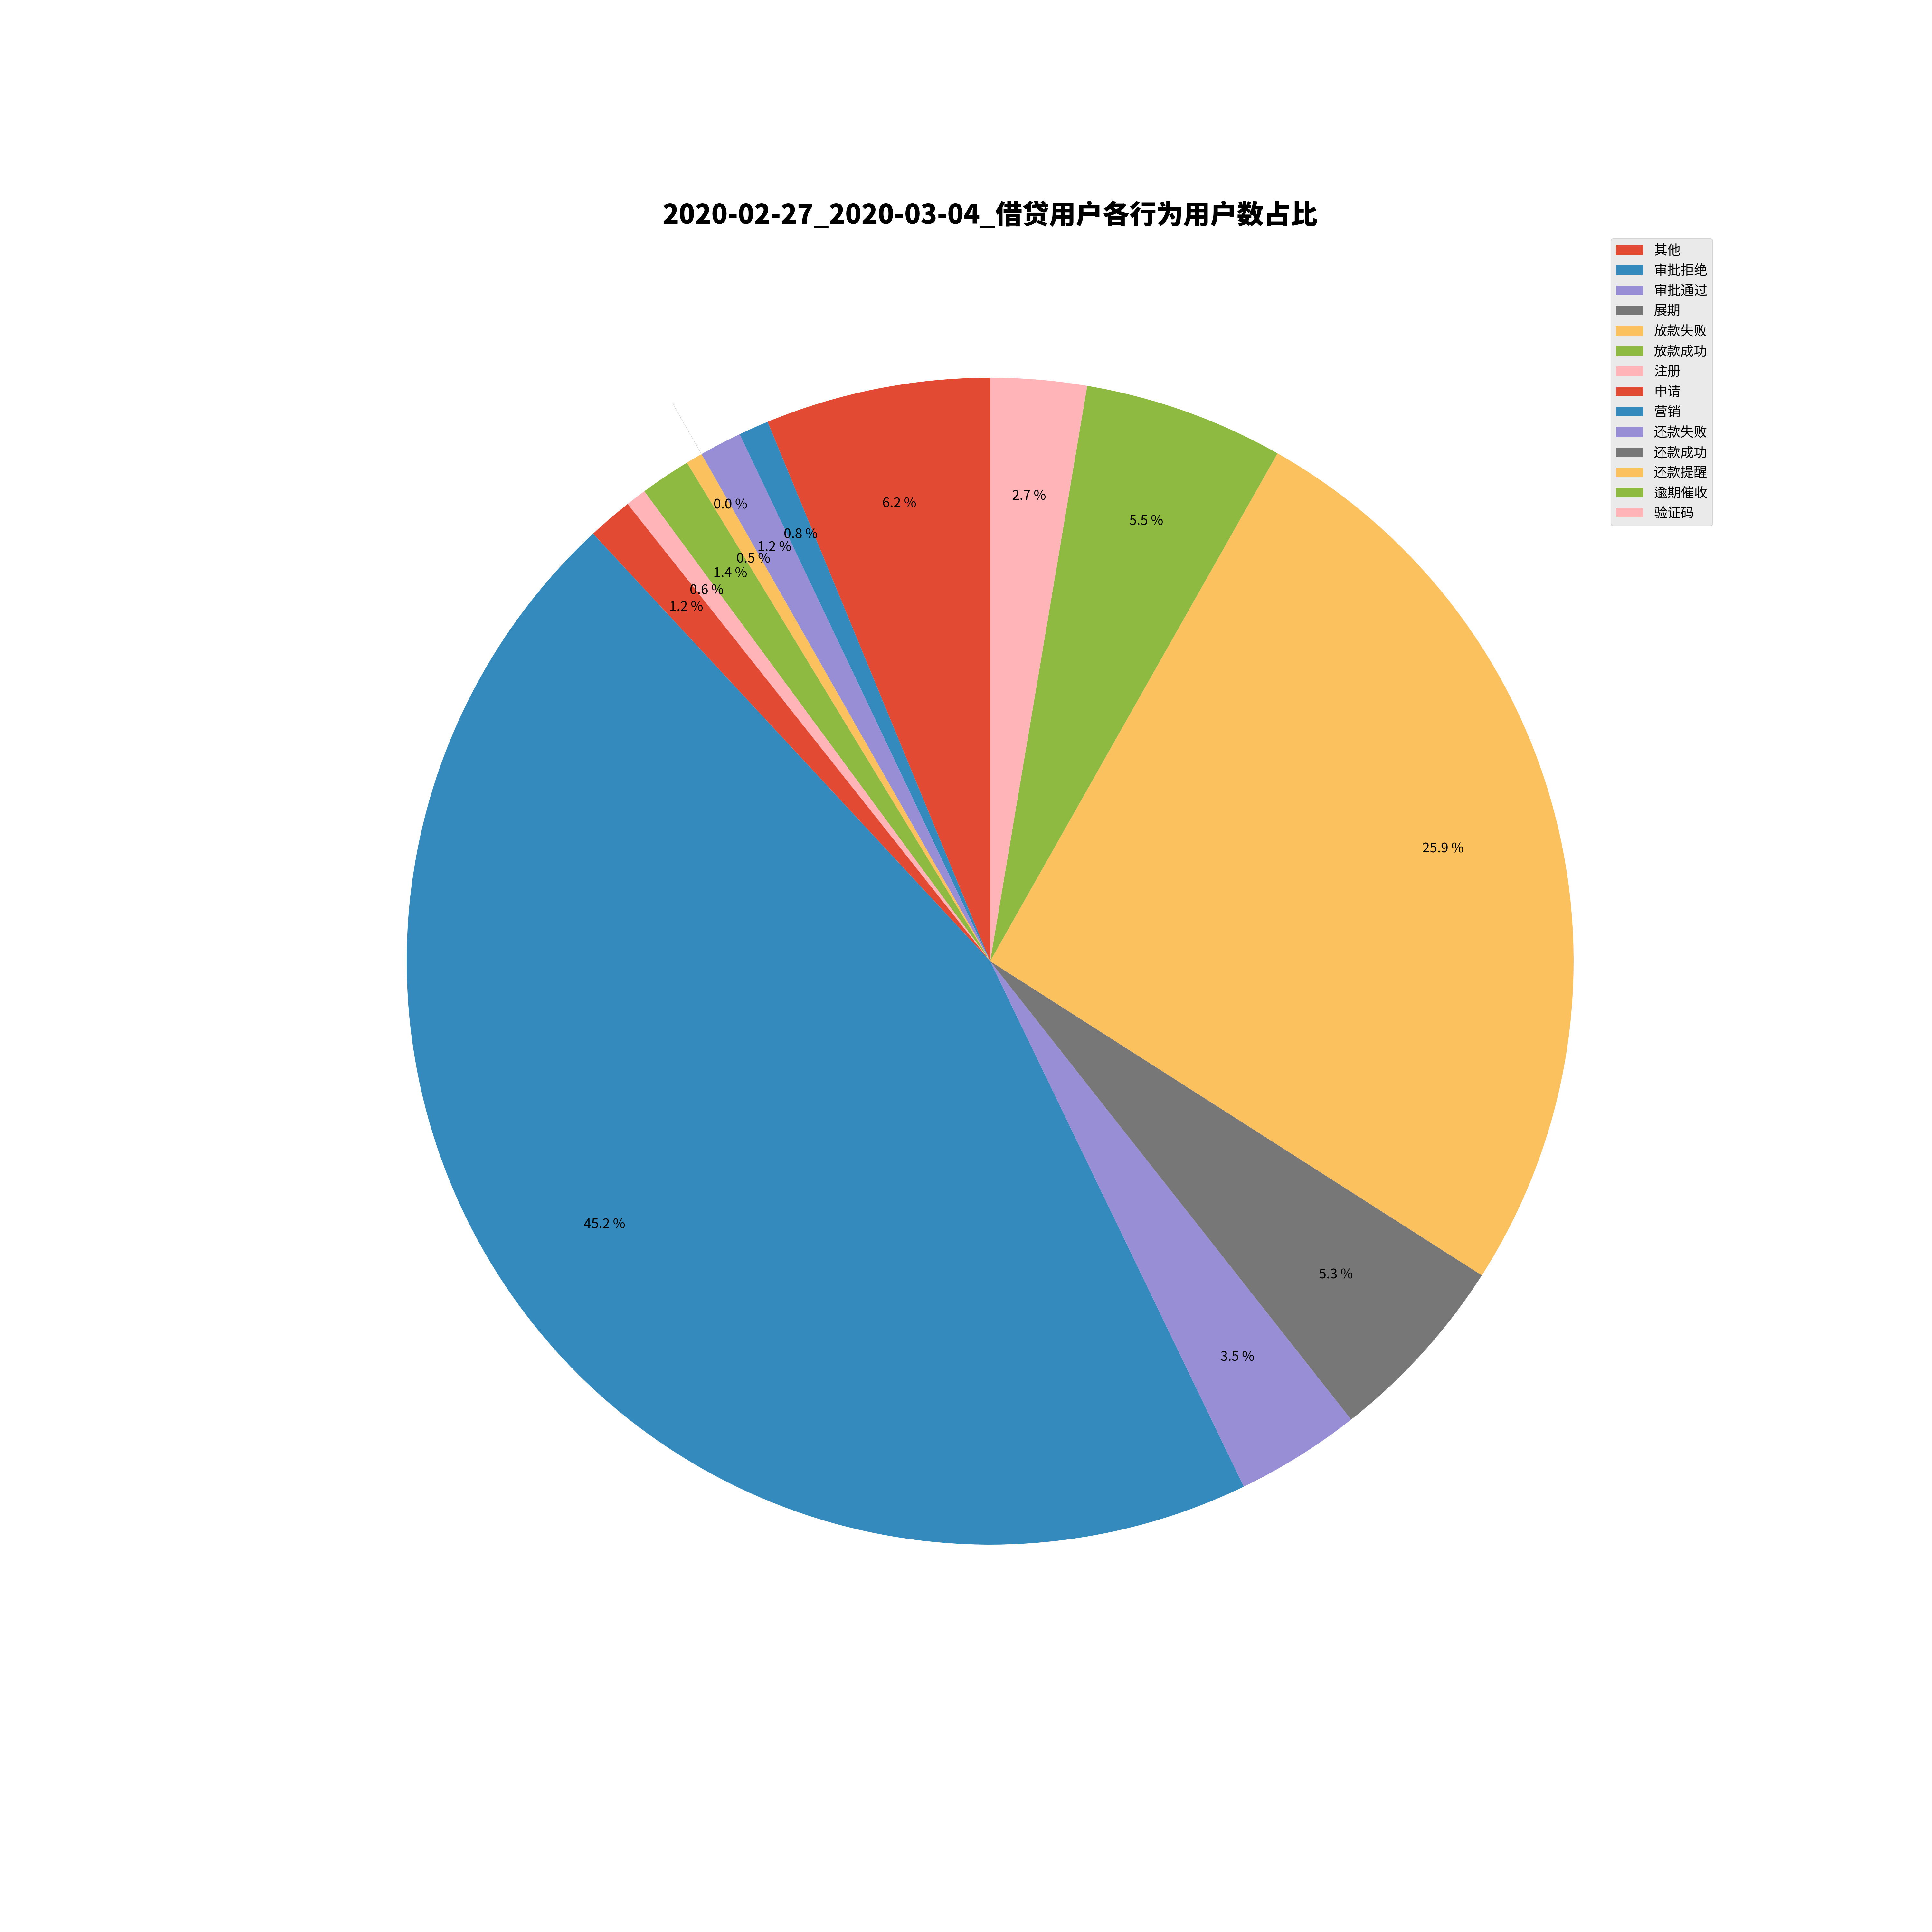 2020-02-27_2020-03-04_借贷用户各行为用户数占比
其他
审批拒绝
审批通过
展期
放款失败
放款成功
注册
申请
营销
还款失败
还款成功
还款提醒
逾期催收
验证码
6.2 %
0.8 %
1.2 %
0.0 %
0.5 %
1.4 %
0.6 %
1.2 %
45.2 %
3.5 %
5.3 %
25.9 %
5.5 %
2.7 %